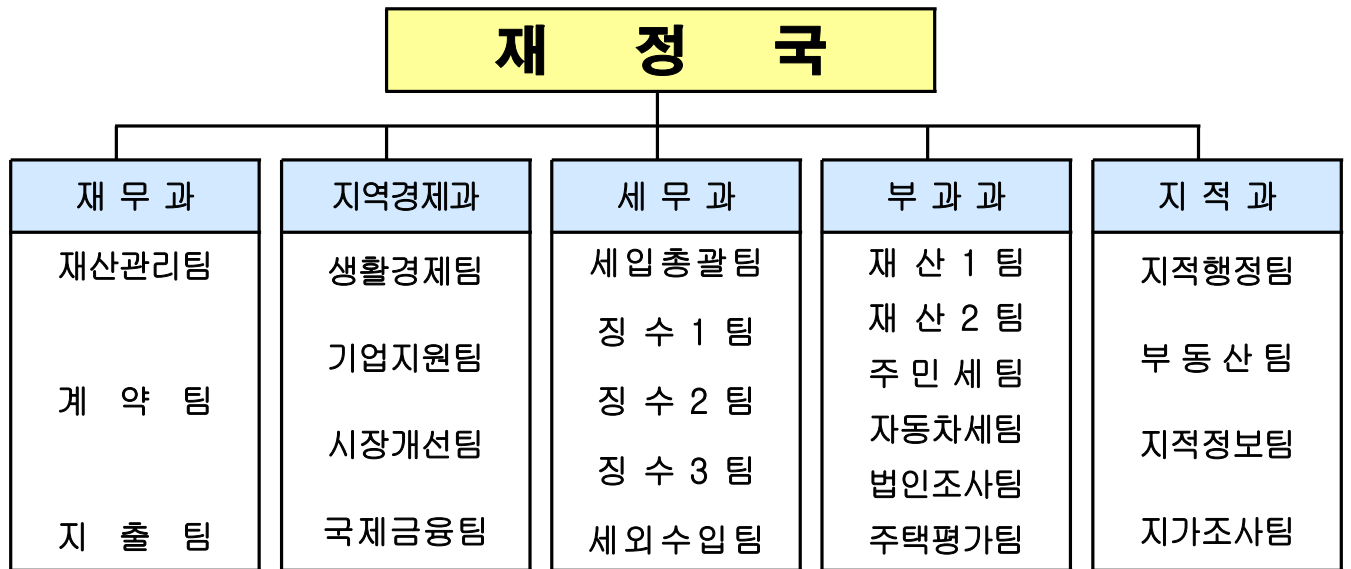 재 정 국
재 무 과
재산관리팀
계 약 팀
지 출 팀
지역경제과
생활경제팀
기업지원팀
시장개선팀
국제금융팀
세 무 과
세입총괄팀
징 수 1 팀
징 수 2 팀
징 수 3 팀
세외수입팀
부 과 과
재 산 1 팀
재 산 2 팀
주 민 세 팀
자동차세팀
법인조사팀
주택평가팀
지 적 과
지적행정팀
부 동 산 팀
지적정보팀
지가조사팀